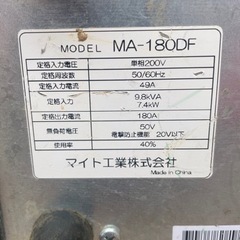 MODEL MA-180DF
定格入力電圧 単相200V
定格周波数 50/60Hz
定格入力電流 49A
定格入力 9.8kVA
7.4kW
定格出力電流 180A
無負荷電圧 50V
電撃防止機能 20V以下
使用率 40%
マイト工業株式会社
Made in China